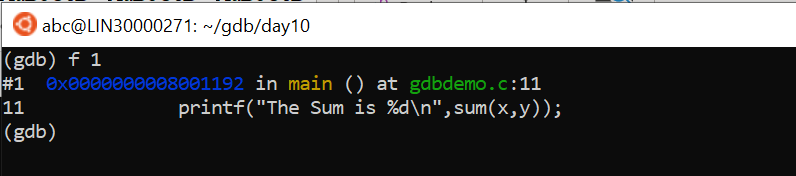 abc@LIN30000271: ~/gdb/day10
(gdb) f 1
#1  0x0000000008001192 in main () at gdbdemo.c:11
11              printf("The Sum is %d\n",sum(x,y));
(gdb)